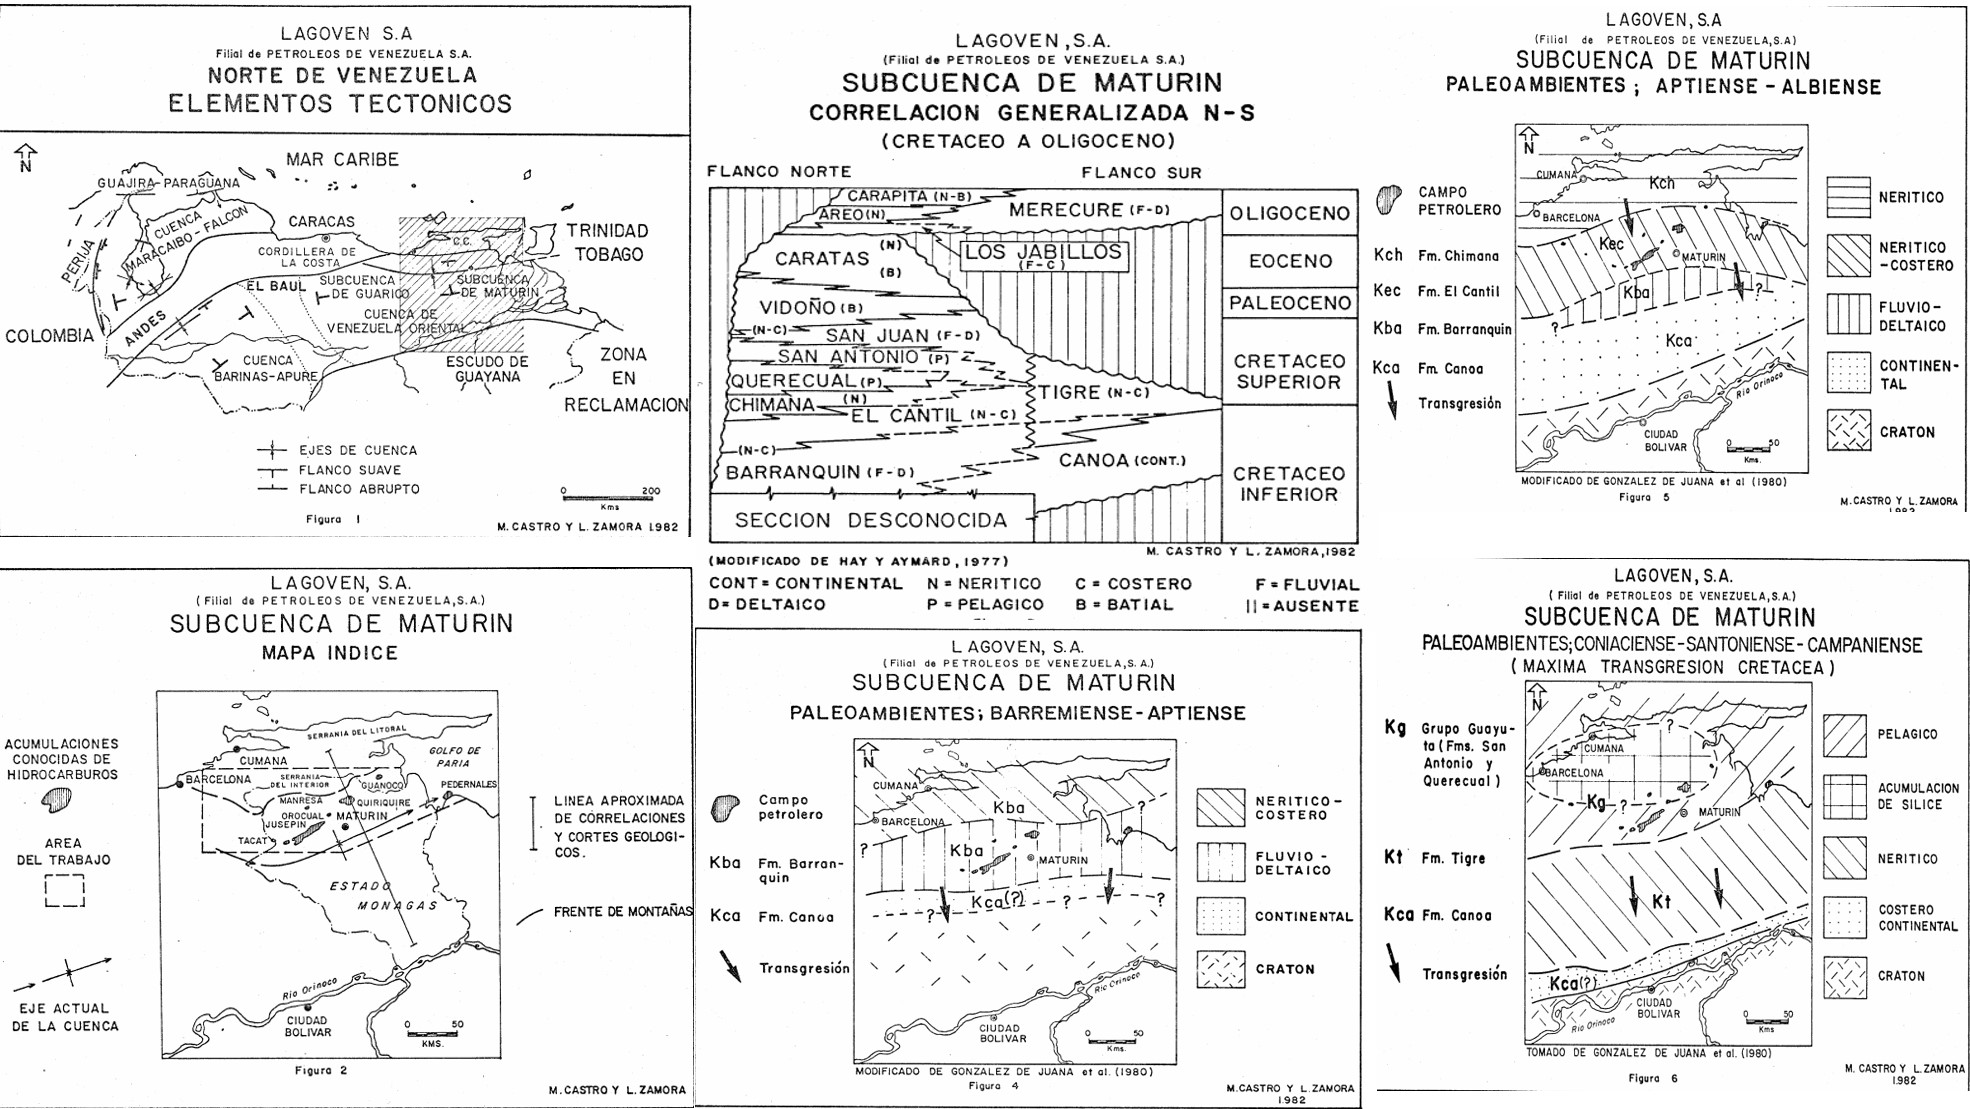 LAGOVEN S.A
Filial de PETROLEOS DE VENEZUELA S.A.
NORTE DE VENEZUELA
ELEMENTOS TECTONICOS
N
MAR CARIBE
GUAJIRA-PARAGUANA
CUENCA
MARACAIBO-FALCON
PERIJA
CARACAS
CORDILLERA DE
LA COSTA
C.C.
TRINIDAD
TOBAGO
EL BAUL
SUBCUENCA
DE GUARICO
SUBCUENCA
DE MATURIN
CUENCA DE
VENEZUELA ORIENTAL
COLOMBIA
ANDES
CUENCA
BARINAS-APURE
ESCUDO DE
GUAYANA
ZONA
EN
RECLAMACION
EJES DE CUENCA
FLANCO SUAVE
FLANCO ABRUPTO
0 200
Kms
Figura 1
M. CASTRO Y L. ZAMORA 1.982
LAGOVEN ,S.A.
(Filial de PETROLEOS DE VENEZUELA S.A.)
SUBCUENCA DE MATURIN
CORRELACION GENERALIZADA N-S
(CRETACEO A OLIGOCENO)
FLANCO NORTE FLANCO SUR
CARAPITA (N-B)
AREO(N)
MERECURE (F-D)
OLIGOCENO
(N)
CARATAS
(B)
LOS JABILLOS
(F-C)
EOCENO
VIDOÑO (B)
PALEOCENO
(N-C)
SAN JUAN (F-D)
SAN ANTONIO (P)
QUERECUAL (P)
CRETACEO
SUPERIOR
TIGRE (N-C)
CHIMANA (N)
EL CANTIL (N-C)
(N-C)
BARRANQUIN (F-D)
CANOA (CONT.)
CRETACEO
INFERIOR
SECCION DESCONOCIDA
M. CASTRO Y L. ZAMORA,1982
(MODIFICADO DE HAY Y AYMARD, 1977)
CONT= CONTINENTAL N = NERITICO C = COSTERO F = FLUVIAL
D= DELTAICO P = PELAGICO B = BATIAL ||=AUSENTE
LAGOVEN, S.A
(Filial de PETROLEOS DE VENEZUELA,S.A)
SUBCUENCA DE MATURIN
PALEOAMBIENTES ; APTIENSE - ALBIENSE
CAMPO
PETROLERO
Kch Fm. Chimana
Kec Fm. El Cantil
Kba Fm. Barranquin
Kca Fm. Canoa
Transgresión
N
CUMANA
Kch
BARCELONA
Kec
MATURIN
Kba
?
?
Kca
Rio Orinoco
CIUDAD
BOLIVAR
0 50
Kms.
NERITICO
NERITICO
-COSTERO
FLUVIO-
DELTAICO
CONTINEN-
TAL
CRATON
MODIFICADO DE GONZALEZ DE JUANA et al (1980)
Figura 5
M. CASTRO Y L. ZAMORA
1.982
LAGOVEN, S.A.
( Filial de PETROLEOS DE VENEZUELA,S.A.)
SUBCUENCA DE MATURIN
MAPA INDICE
ACUMULACIONES
CONOCIDAS DE
HIDROCARBUROS
AREA
DEL TRABAJO
EJE ACTUAL
DE LA CUENCA
SERRANIA DEL LITORAL
CUMANA
GOLFO DE
PARIA
BARCELONA
SERRANIA
DEL INTERIOR
GUANOCO
PEDERNALES
MANRESA
QUIRIQUIRE
OROCUAL
MATURIN
JUSEPIN
TACAT
ESTADO
MONAGAS
Rio Orinoco
CIUDAD
BOLIVAR
0 50
KMS.
LINEA APROXIMADA
DE CORRELACIONES
Y CORTES GEOLOGI-
COS.
FRENTE DE MONTAÑAS
Figura 2
M. CASTRO Y L. ZAMORA
LAGOVEN, S.A.
( Filial de PETROLEOS DE VENEZUELA,S.A.)
SUBCUENCA DE MATURIN
PALEOAMBIENTES; BARREMIENSE-APTIENSE
Campo
petrolero
Kba Fm. Barran-
quin
Kca Fm. Canoa
Transgresión
N
CUMANA
Kba
?
BARCELONA
?
Kba
MATURIN
Kca(?)
?
?
?
Rio Orinoco
CIUDAD
BOLIVAR
0 50
Kms.
NERITICO-
COSTERO
FLUVIO-
DELTAICO
CONTINENTAL
CRATON
MODIFICADO DE GONZALEZ DE JUANA et al. (1980)
Figura 4
M. CASTRO Y L. ZAMORA
1.982
LAGOVEN, S.A.
( Filial de PETROLEOS DE VENEZUELA,S.A.)
SUBCUENCA DE MATURIN
PALEOAMBIENTES;CONIACIENSE-SANTONIENSE-CAMPANIENSE
( MAXIMA TRANSGRESION CRETACEA )
Kg Grupo Guayu-
ta (Fms. San
Antonio y
Querecual )
Kt Fm. Tigre
Kca Fm. Canoa
Transgresión
N
?
CUMANA
BARCELONA
?
Kg
MATURIN
Kt
Kca(?)
CIUDAD
BOLIVAR
Rio Orinoco
0 50
Kms
PELAGICO
ACUMULACION
DE SILICE
NERITICO
COSTERO
CONTINENTAL
CRATON
TOMADO DE GONZALEZ DE JUANA et al. (1980)
Figura 6
M. CASTRO Y L. ZAMORA
1.982